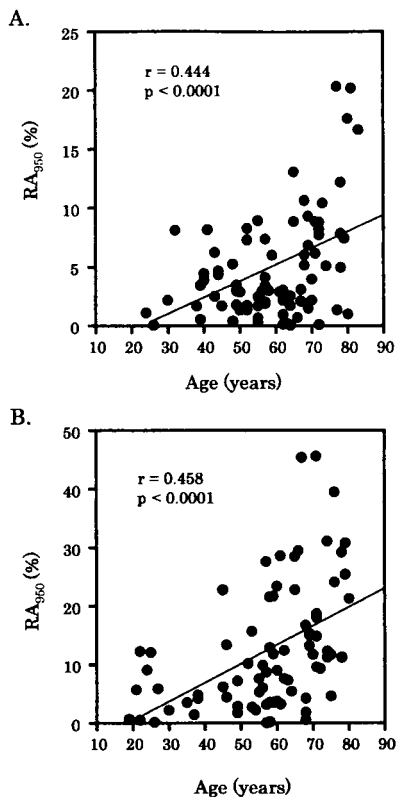 A.
25
20
15
10
5
0
RA₉₅₀ (%)
r = 0.444
p < 0.0001
10 20 30 40 50 60 70 80 90
Age (years)
B.
50
40
30
20
10
0
RA₉₅₀ (%)
r = 0.458
p < 0.0001
10 20 30 40 50 60 70 80 90
Age (years)